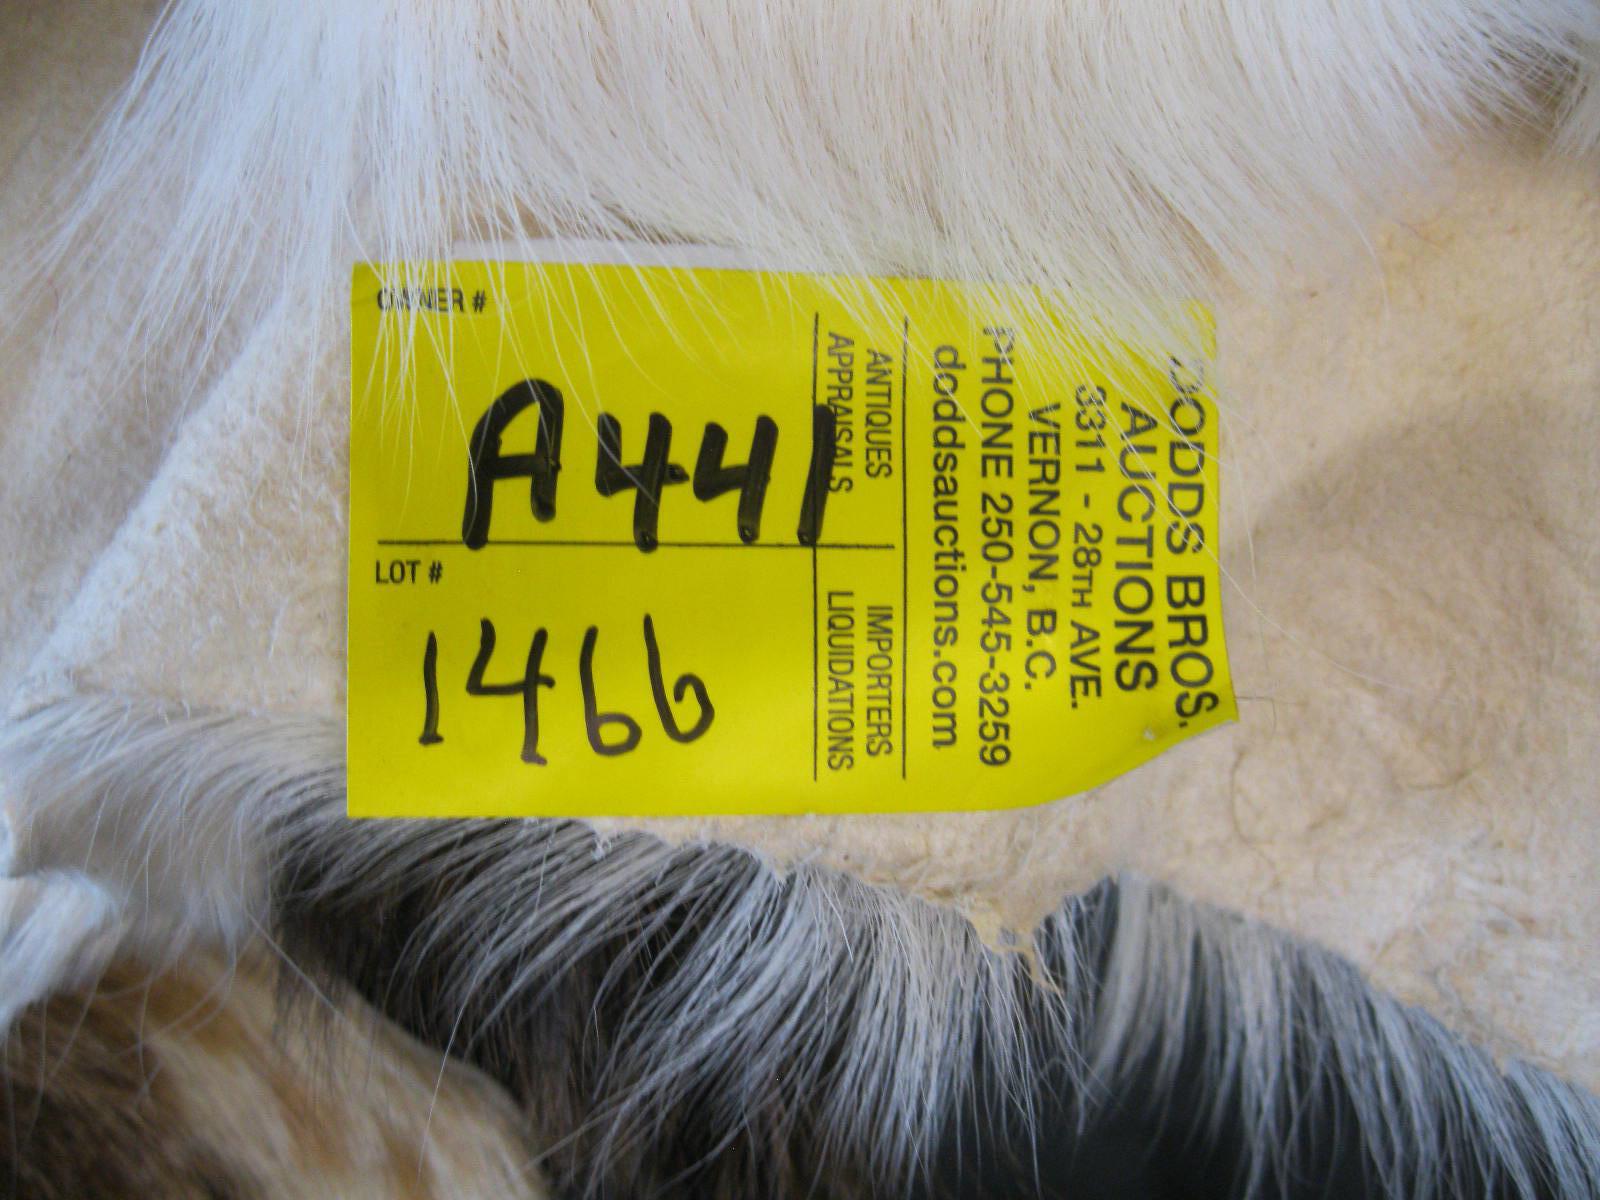 DODDS BROS.
AUCTIONS
3311 - 28TH AVE.
VERNON, B.C.
PHONE 250-545-3259
doddsauctions.com
ANTIQUES IMPORTERS
APPRAISALS LIQUIDATIONS
OWNER #
A441
LOT #
1466